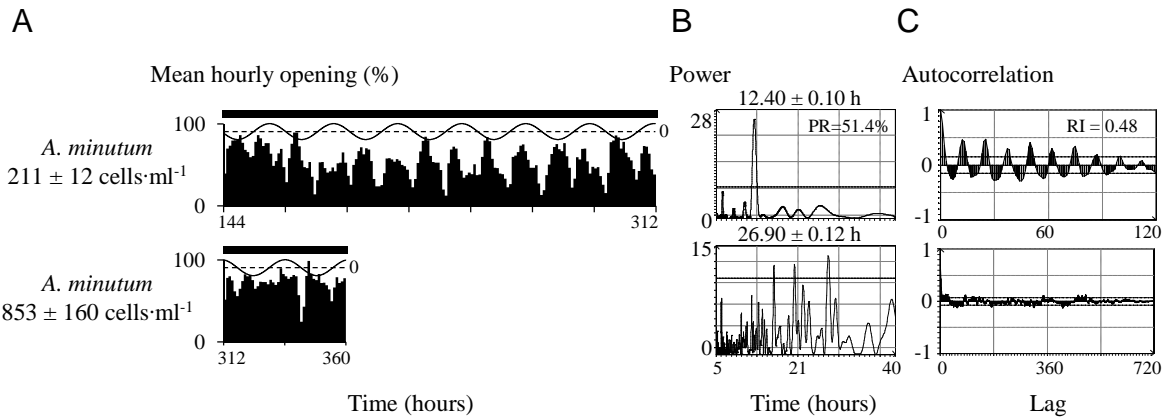 A
B
C
Mean hourly opening (%)
Power
Autocorrelation
A. minutum
211 ± 12 cells·ml-1
100
50
0
0
144
312
12.40 ± 0.10 h
28
0
PR=51.4%
1
0
-1
RI = 0.48
0
60
120
A. minutum
853 ± 160 cells·ml-1
100
50
0
0
312
360
26.90 ± 0.12 h
15
0
5
21
40
1
0
-1
0
360
720
Time (hours)
Time (hours)
Lag